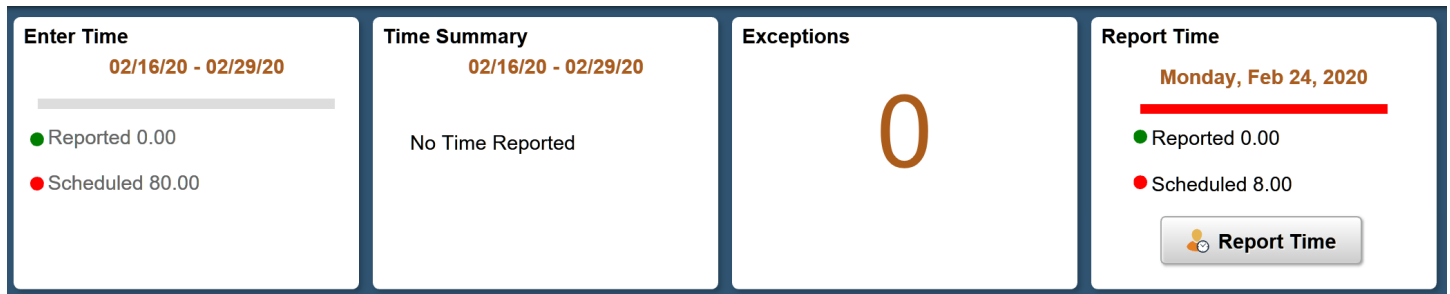 Enter Time
02/16/20 - 02/29/20
Reported 0.00
Scheduled 80.00
Time Summary
02/16/20 - 02/29/20
No Time Reported
Exceptions
0
Report Time
Monday, Feb 24, 2020
Reported 0.00
Scheduled 8.00
Report Time